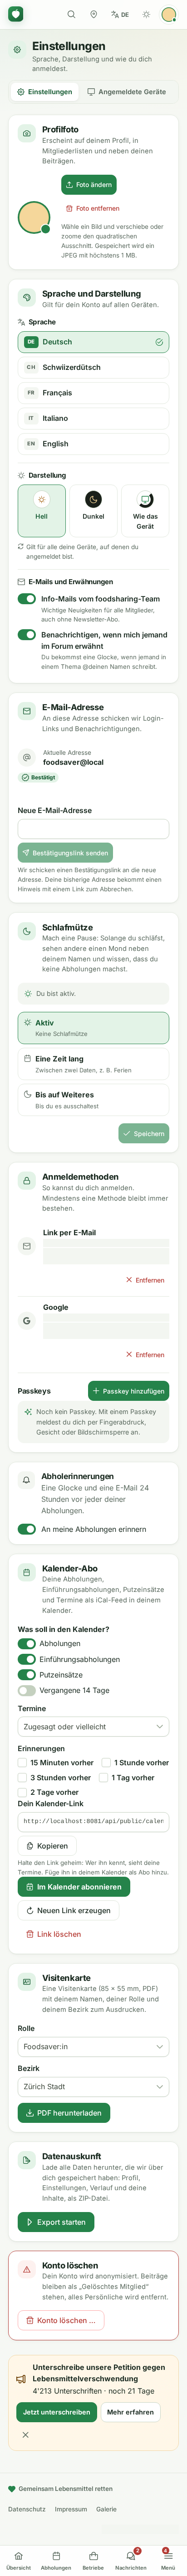 DE
Einstellungen
Sprache, Darstellung und wie du dich
anmeldest.
Einstellungen
Angemeldete Geräte
Profilfoto
Erscheint auf deinem Profil, in
Mitgliederlisten und neben deinen
Beiträgen.
Foto ändern
Foto entfernen
Wähle ein Bild und verschiebe oder
zoome den quadratischen
Ausschnitt. Gespeichert wird ein
JPEG mit höchstens 1 MB.
Sprache und Darstellung
Gilt für dein Konto auf allen Geräten.
Sprache
DE Deutsch
CH Schwiizerdütsch
FR Français
IT Italiano
EN English
Darstellung
Hell
Dunkel
Wie das
Gerät
Gilt für alle deine Geräte, auf denen du
angemeldet bist.
E-Mails und Erwähnungen
Info-Mails vom foodsharing-Team
Wichtige Neuigkeiten für alle Mitglieder,
auch ohne Newsletter-Abo.
Benachrichtigen, wenn mich jemand
im Forum erwähnt
Du bekommst eine Glocke, wenn jemand in
einem Thema @deinen Namen schreibt.
E-Mail-Adresse
An diese Adresse schicken wir Login-
Links und Benachrichtigungen.
Aktuelle Adresse
foodsaver@local
Bestätigt
Neue E-Mail-Adresse
Bestätigungslink senden
Wir schicken einen Bestätigungslink an die neue
Adresse. Deine bisherige Adresse bekommt einen
Hinweis mit einem Link zum Abbrechen.
Schlafmütze
Mach eine Pause: Solange du schläfst,
sehen andere einen Mond neben
deinem Namen und wissen, dass du
keine Abholungen machst.
Du bist aktiv.
Aktiv
Keine Schlafmütze
Eine Zeit lang
Zwischen zwei Daten, z. B. Ferien
Bis auf Weiteres
Bis du es ausschaltest
Speichern
Anmeldemethoden
So kannst du dich anmelden.
Mindestens eine Methode bleibt immer
bestehen.
Link per E-Mail
Entfernen
Google
Entfernen
Passkeys
Passkey hinzufügen
Noch kein Passkey. Mit einem Passkey
meldest du dich per Fingerabdruck,
Gesicht oder Bildschirmsperre an.
Abholerinnerungen
Eine Glocke und eine E-Mail 24
Stunden vor jeder deiner
Abholungen.
An meine Abholungen erinnern
Kalender-Abo
Deine Abholungen,
Einführungsabholungen, Putzeinsätze
und Termine als iCal-Feed in deinem
Kalender.
Was soll in den Kalender?
Abholungen
Einführungsabholungen
Putzeinsätze
Vergangene 14 Tage
Termine
Zugesagt oder vielleicht
Erinnerungen
15 Minuten vorher
1 Stunde vorher
3 Stunden vorher
1 Tag vorher
2 Tage vorher
Dein Kalender-Link
http://localhost:8081/api/public/caler
Kopieren
Halte den Link geheim: Wer ihn kennt, sieht deine
Termine. Füge ihn in deinem Kalender als Abo hinzu.
Im Kalender abonnieren
Neuen Link erzeugen
Link löschen
Visitenkarte
Eine Visitenkarte (85 × 55 mm, PDF)
mit deinem Namen, deiner Rolle und
deinem Bezirk zum Ausdrucken.
Rolle
Foodsaver:in
Bezirk
Zürich Stadt
PDF herunterladen
Datenauskunft
Lade alle Daten herunter, die wir über
dich gespeichert haben: Profil,
Einstellungen, Verlauf und deine
Inhalte, als ZIP-Datei.
Export starten
Konto löschen
Dein Konto wird anonymisiert. Beiträge
bleiben als „Gelöschtes Mitglied"
stehen, alles Persönliche wird entfernt.
Konto löschen …
Unterschreibe unsere Petition gegen
Lebensmittelverschwendung
4'213 Unterschriften · noch 21 Tage
Jetzt unterschreiben
Mehr erfahren
Gemeinsam Lebensmittel retten
Datenschutz
Impressum
Galerie
Übersicht
Abholungen
Betriebe
2
Nachrichten
4
Menü